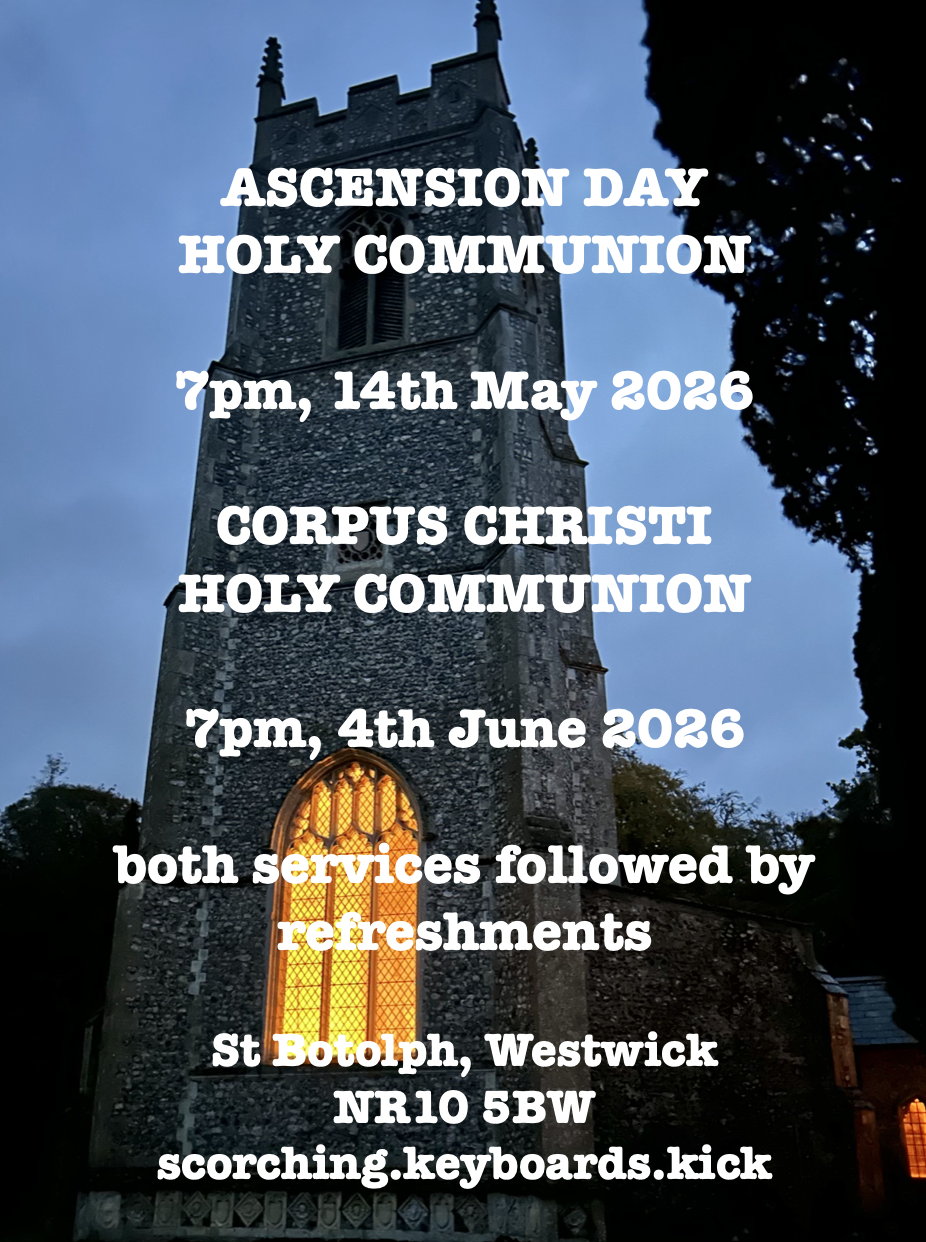 ASCENSION DAY
HOLY COMMUNION
7pm, 14th May 2026
CORPUS CHRISTI
HOLY COMMUNION
7pm, 4th June 2026
both services followed by
refreshments
St Botolph, Westwick
NR10 5BW
scorching.keyboards.kick